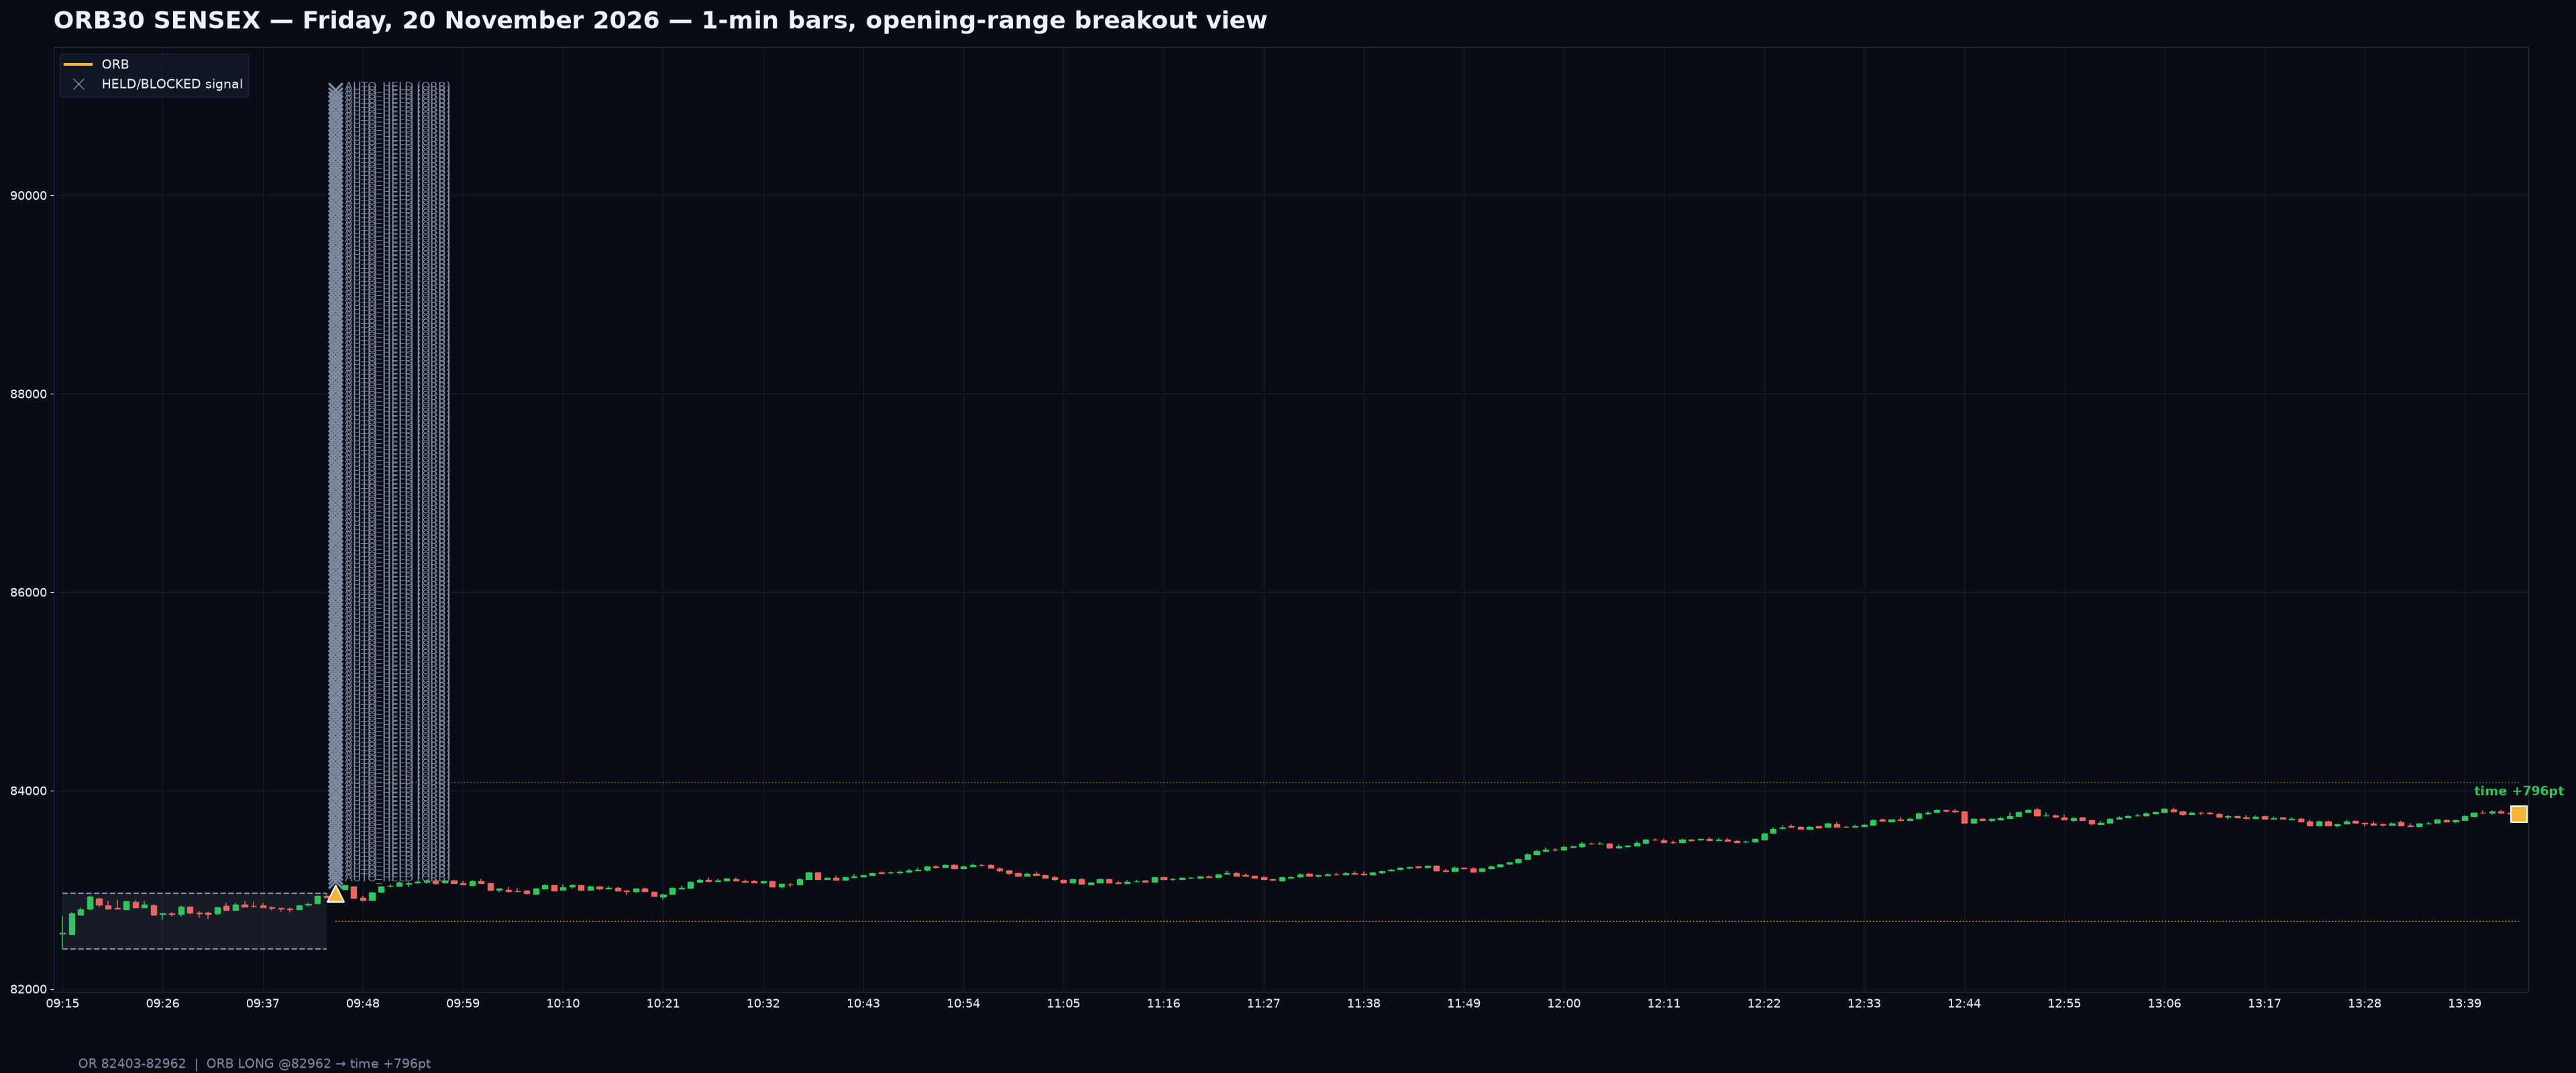 ORB30 SENSEX — Friday, 20 November 2026 — 1-min bars, opening-range breakout view
ORB
HELD/BLOCKED signal
AUTO_HELD (ORB)
90000
88000
86000
84000
82000
time +796pt
09:15 09:26 09:37 09:48 09:59 10:10 10:21 10:32 10:43 10:54 11:05 11:16 11:27 11:38 11:49 12:00 12:11 12:22 12:33 12:44 12:55 13:06 13:17 13:28 13:39
OR 82403-82962 | ORB LONG @82962 → time +796pt